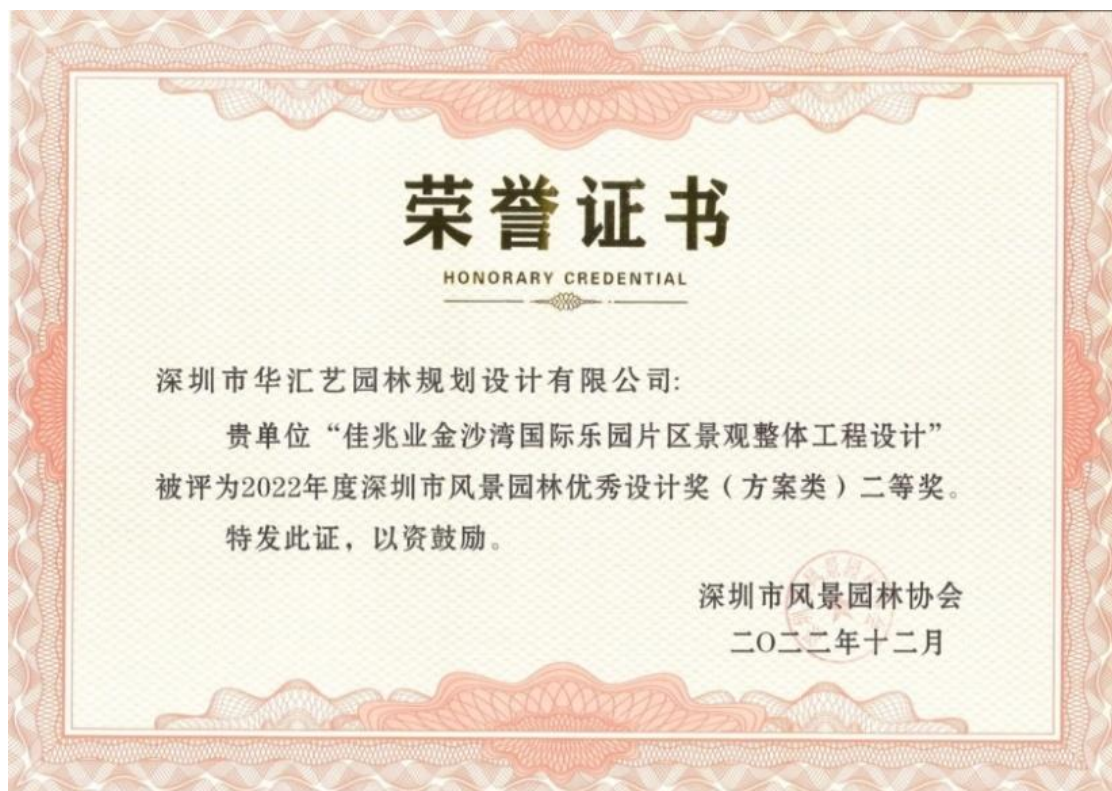 荣誉证书
HONORARY CREDENTIAL
深圳市华汇艺园林规划设计有限公司:
贵单位“佳兆业金沙湾国际乐园片区景观整体工程设计”
被评为2022年度深圳市风景园林优秀设计奖（方案类）二等奖。
特发此证，以资鼓励。
深圳市风景园林协会
二〇二二年十二月